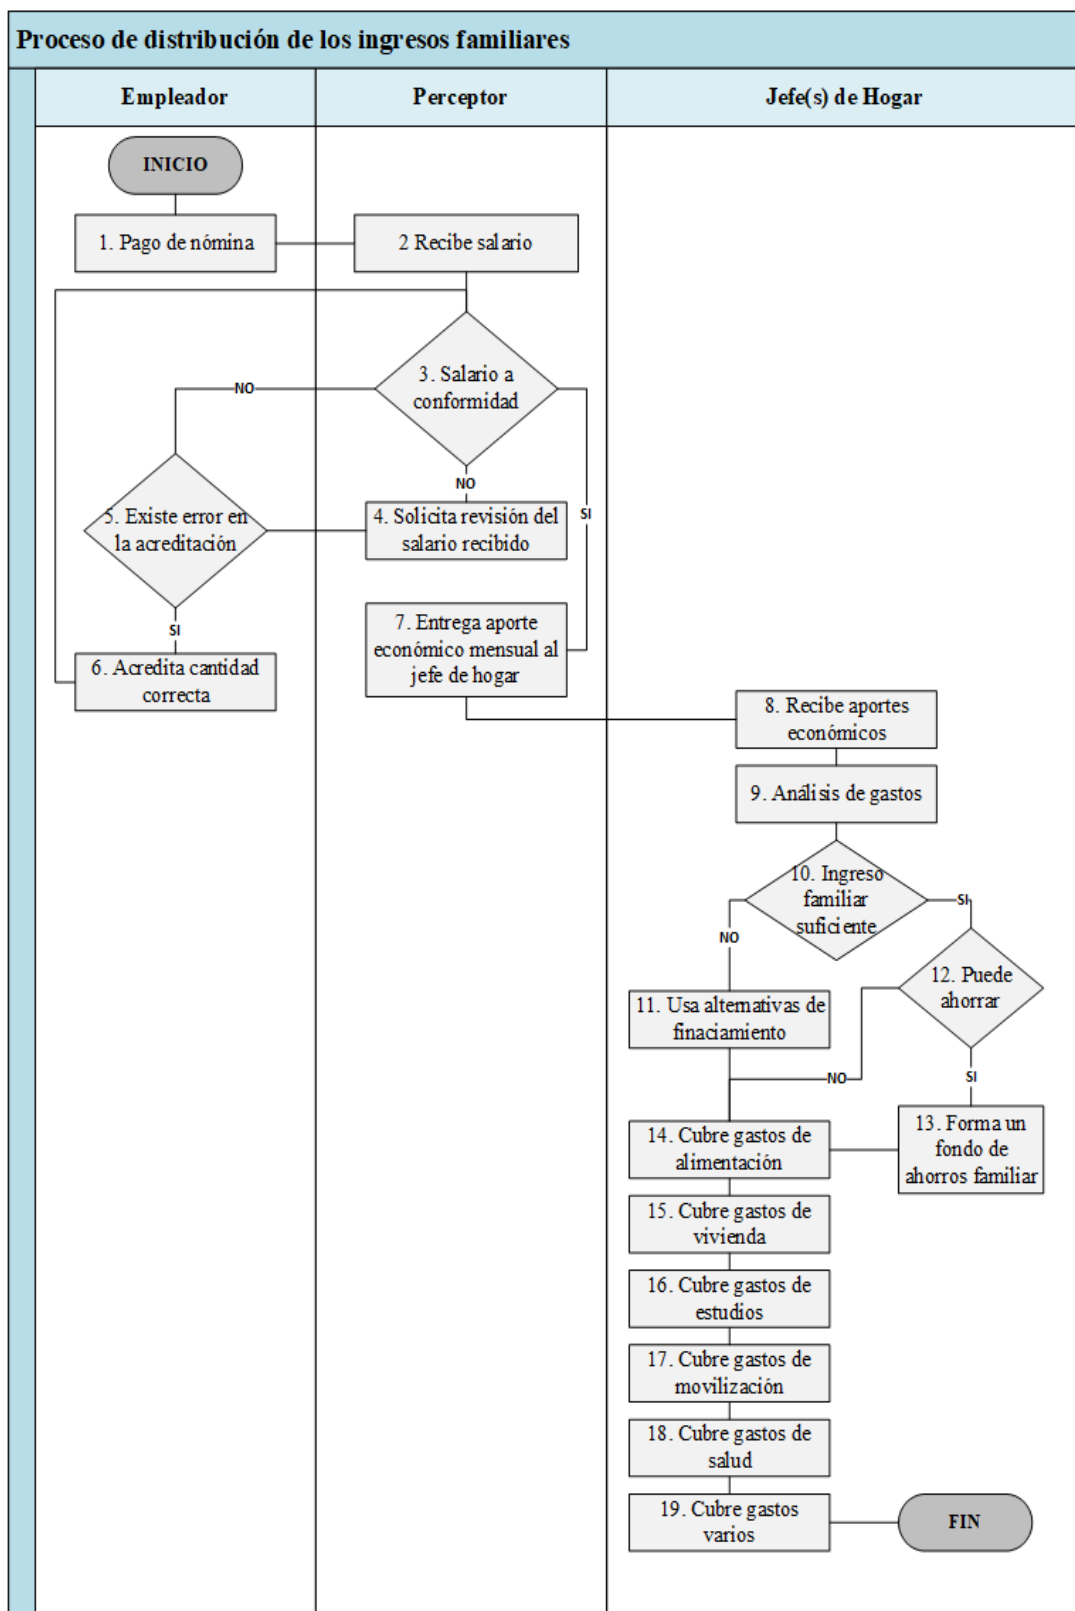 Proceso de distribución de los ingresos familiares
Empleador
Perceptor
Jefe(s) de Hogar
INICIO
1. Pago de nómina
2 Recibe salario
3. Salario a
conformidad
NO
NO
SI
5. Existe error en
la acreditación
4. Solicita revisión del
salario recibido
SI
6. Acredita cantidad
correcta
7. Entrega aporte
económico mensual al
jefe de hogar
8. Recibe aportes
económicos
9. Análisis de gastos
10. Ingreso
familiar
suficiente
SI
NO
12. Puede
ahorrar
11. Usa alternativas de
finaciamiento
NO
SI
13. Forma un
fondo de
ahorros familiar
14. Cubre gastos de
alimentación
15. Cubre gastos de
vivienda
16. Cubre gastos de
estudios
17. Cubre gastos de
movilización
18. Cubre gastos de
salud
19. Cubre gastos
varios
FIN